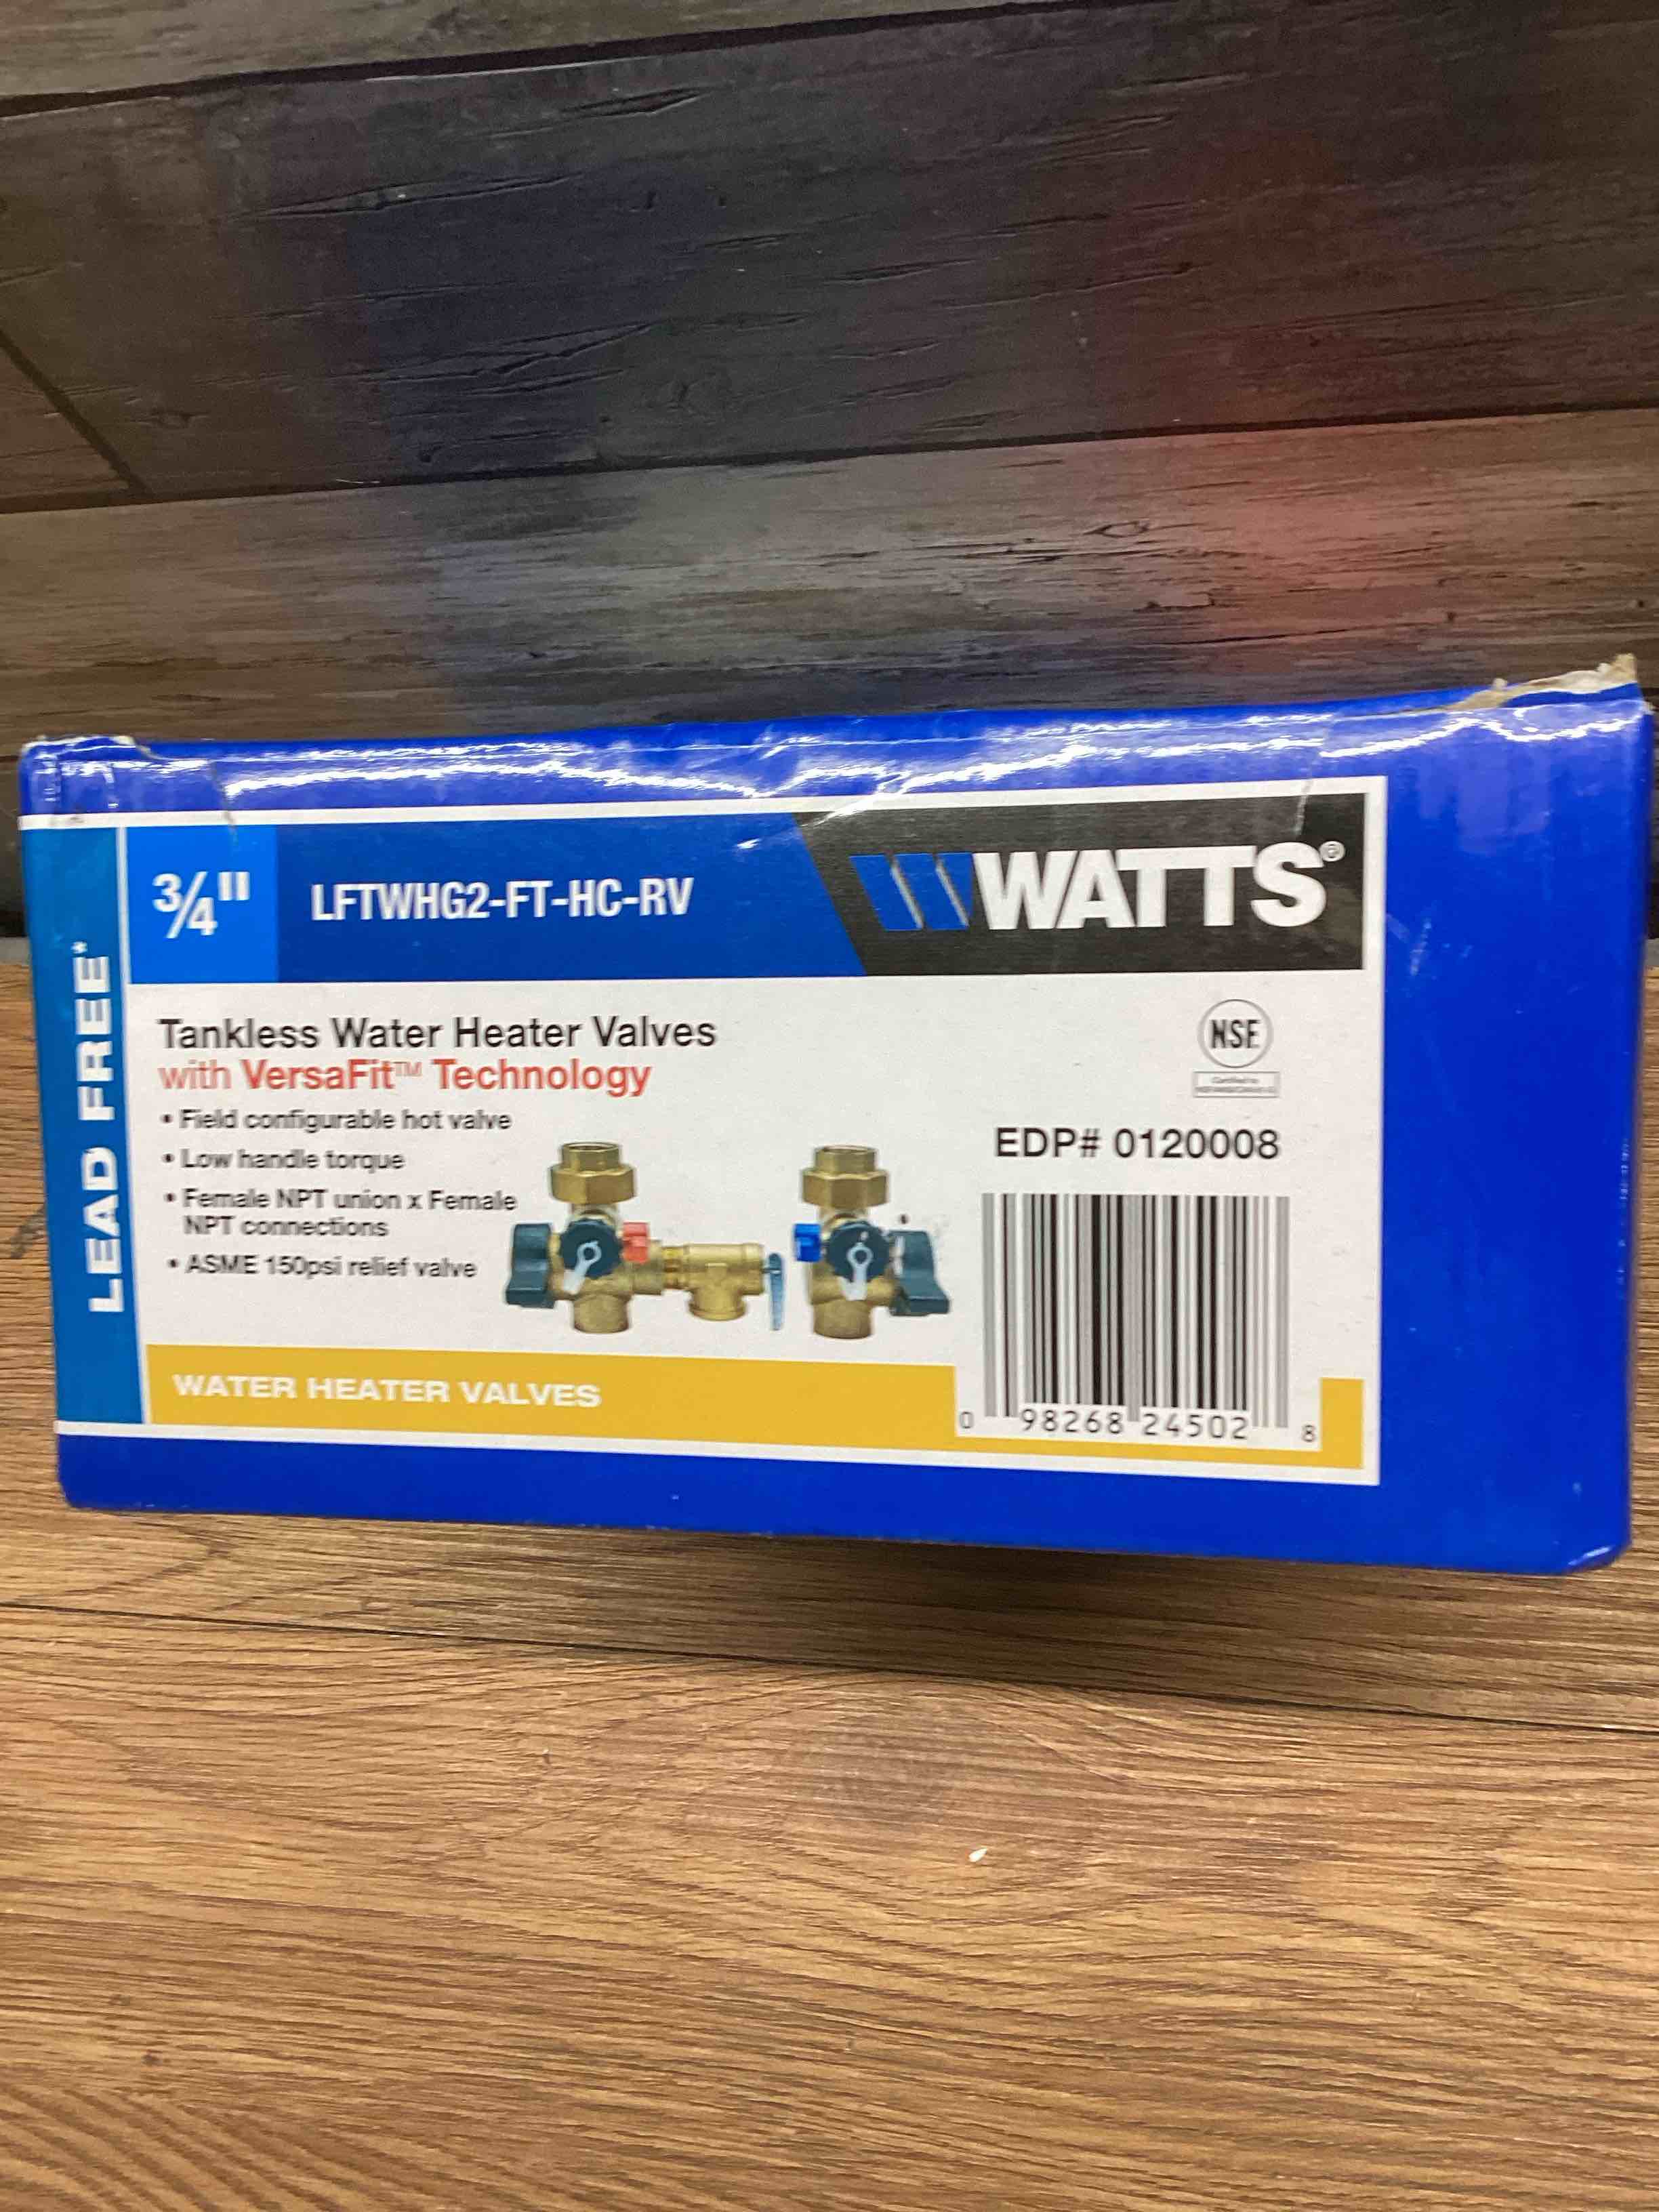 LEAD FREE*
3/4" LFTWHG2-FT-HC-RV WATTS®
Tankless Water Heater Valves
with VersaFit™ Technology
• Field configurable hot valve
• Low handle torque
• Female NPT union x Female
NPT connections
• ASME 150psi relief valve
NSF
EDP# 0120008
0 98268 24502 8
WATER HEATER VALVES